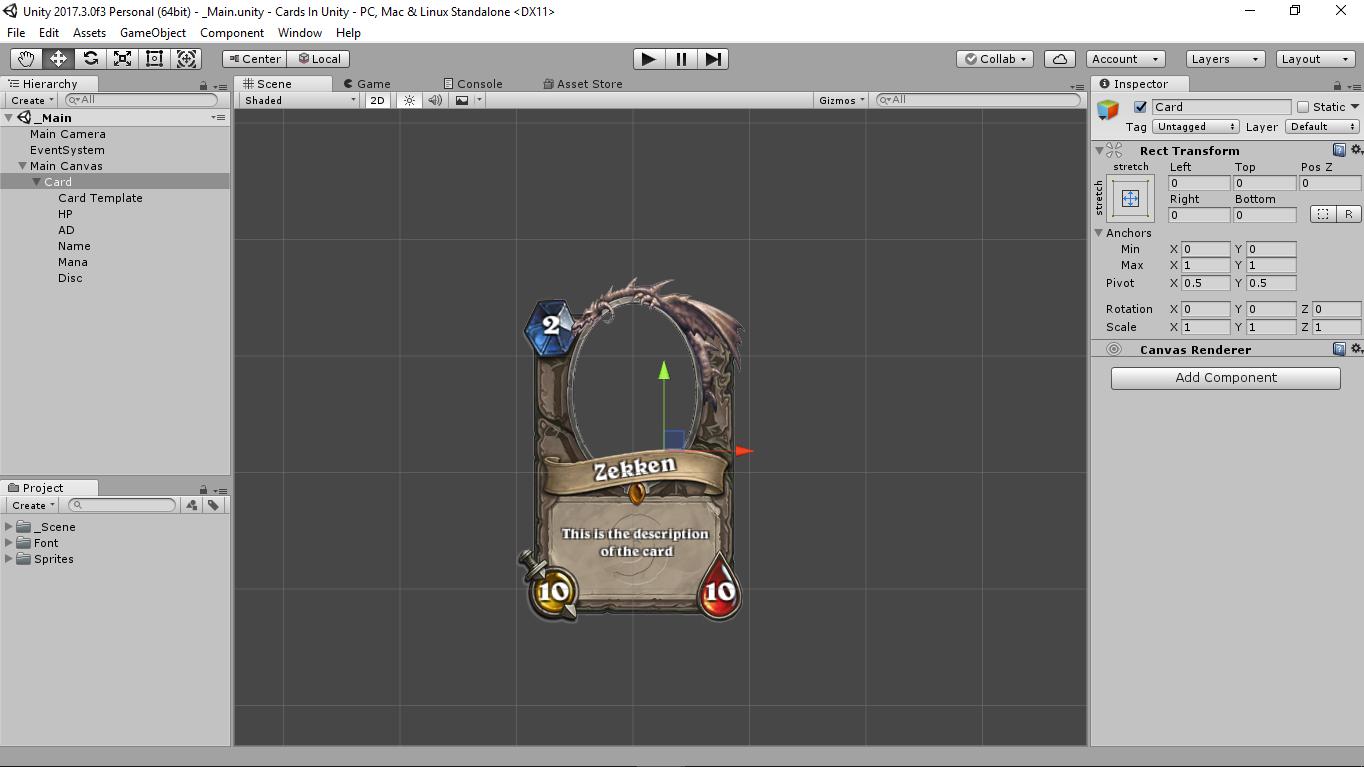 Unity 2017.3.0f3 Personal (64bit) - _Main.unity - Cards In Unity - PC, Mac & Linux Standalone <DX11>
File Edit Assets GameObject Component Window Help
Center Local Collab Account Layers Layout
Hierarchy
Create All
_Main
Main Camera
EventSystem
Main Canvas
Card
Card Template
HP
AD
Name
Mana
Disc
Project
Create
_Scene
Font
Sprites
Scene Game Console Asset Store
Shaded 2D Gizmos All
2
Zekken
This is the description
of the card
10 10
Inspector
Card Static
Tag Untagged Layer Default
Rect Transform
stretch Left Top Pos Z
stretch 0 0 0
Right Bottom
0 0 R
Anchors
Min X 0 Y 0
Max X 1 Y 1
Pivot X 0.5 Y 0.5
Rotation X 0 Y 0 Z 0
Scale X 1 Y 1 Z 1
Canvas Renderer
Add Component